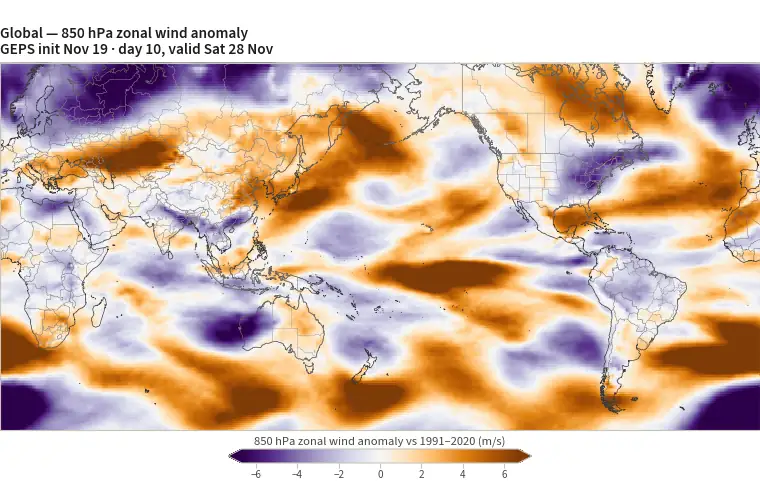 Global — 850 hPa zonal wind anomaly
GEPS init Nov 19 · day 10, valid Sat 28 Nov
850 hPa zonal wind anomaly vs 1991–2020 (m/s)
−6 −4 −2 0 2 4 6